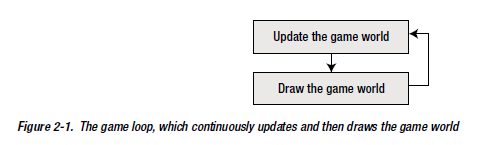 Update the game world
Draw the game world
Figure 2-1. The game loop, which continuously updates and then draws the game world